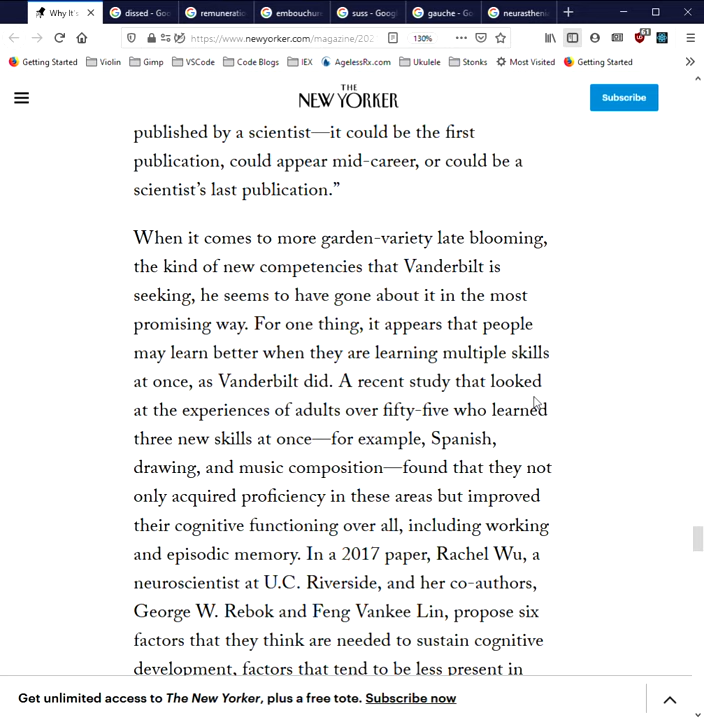 Why It's
dissed - Goo
remuneratio
embouchure
suss - Googl
gauche - Go
neurastheni
https://www.newyorker.com/magazine/202
130%
61
Getting Started
Violin
Gimp
VSCode
Code Blogs
IEX
AgelessRx.com
Ukulele
Stonks
Most Visited
Getting Started
THE
NEW YORKER
Subscribe
published by a scientist—it could be the first
publication, could appear mid-career, or could be a
scientist's last publication.”
When it comes to more garden-variety late blooming,
the kind of new competencies that Vanderbilt is
seeking, he seems to have gone about it in the most
promising way. For one thing, it appears that people
may learn better when they are learning multiple skills
at once, as Vanderbilt did. A recent study that looked
at the experiences of adults over fifty-five who learned
three new skills at once—for example, Spanish,
drawing, and music composition—found that they not
only acquired proficiency in these areas but improved
their cognitive functioning over all, including working
and episodic memory. In a 2017 paper, Rachel Wu, a
neuroscientist at U.C. Riverside, and her co-authors,
George W. Rebok and Feng Vankee Lin, propose six
factors that they think are needed to sustain cognitive
development, factors that tend to be less present in
Get unlimited access to The New Yorker, plus a free tote. Subscribe now